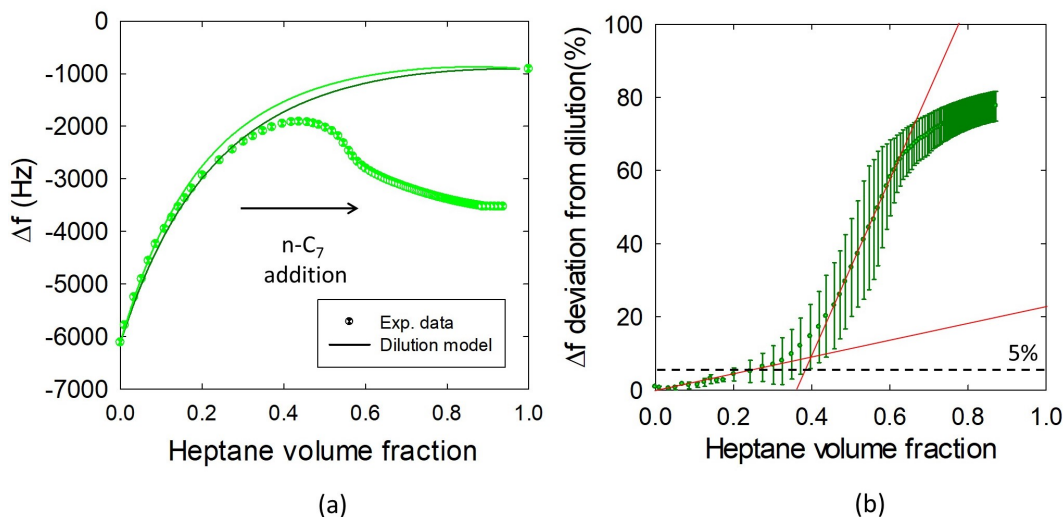 0
-1000
-2000
-3000
-4000
-5000
-6000
-7000
Δf (Hz)
n-C7
addition
Exp. data
Dilution model
0.0 0.2 0.4 0.6 0.8 1.0
Heptane volume fraction
(a)
100
80
60
40
20
0
Δf deviation from dilution(%)
5%
0.0 0.2 0.4 0.6 0.8 1.0
Heptane volume fraction
(b)